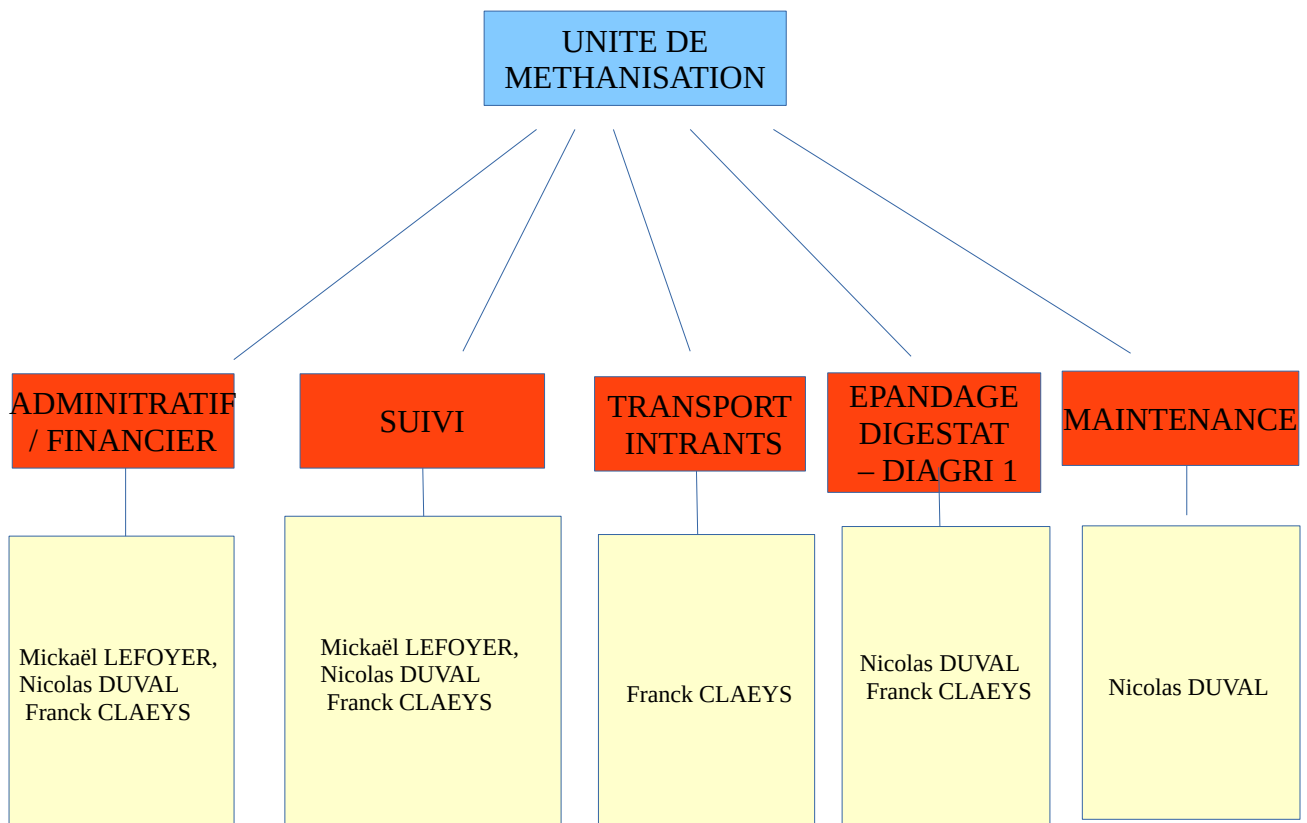 UNITE DE
METHANISATION
ADMINITRATIF
/ FINANCIER
SUIVI
TRANSPORT
INTRANTS
EPANDAGE
DIGESTAT
– DIAGRI 1
MAINTENANCE
Mickaël LEFOYER,
Nicolas DUVAL
Franck CLAEYS
Mickaël LEFOYER,
Nicolas DUVAL
Franck CLAEYS
Franck CLAEYS
Nicolas DUVAL
Franck CLAEYS
Nicolas DUVAL